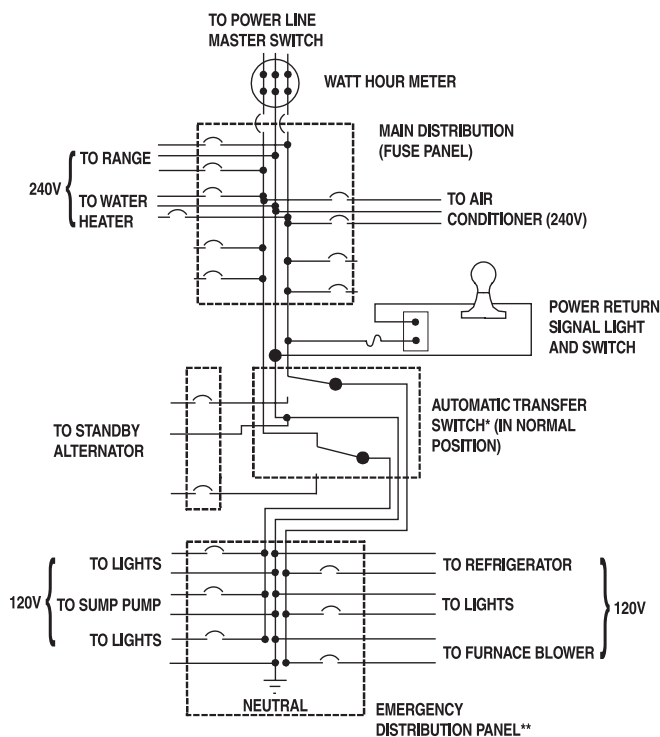 TO POWER LINE
MASTER SWITCH
WATT HOUR METER
MAIN DISTRIBUTION
(FUSE PANEL)
TO RANGE
240V
TO WATER
HEATER
TO AIR
CONDITIONER (240V)
POWER RETURN
SIGNAL LIGHT
AND SWITCH
AUTOMATIC TRANSFER
SWITCH* (IN NORMAL
POSITION)
TO STANDBY
ALTERNATOR
TO LIGHTS
TO REFRIGERATOR
120V
TO SUMP PUMP
TO LIGHTS
120V
TO LIGHTS
TO FURNACE BLOWER
NEUTRAL
EMERGENCY
DISTRIBUTION PANEL**